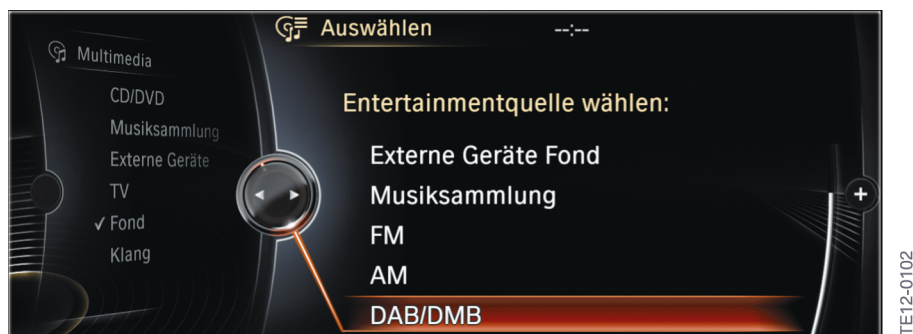 Auswählen --:--
Multimedia
CD/DVD
Musiksammlung
Externe Geräte
TV
✓ Fond
Klang
Entertainmentquelle wählen:
Externe Geräte Fond
Musiksammlung
FM
AM
DAB/DMB
+
TE12-0102